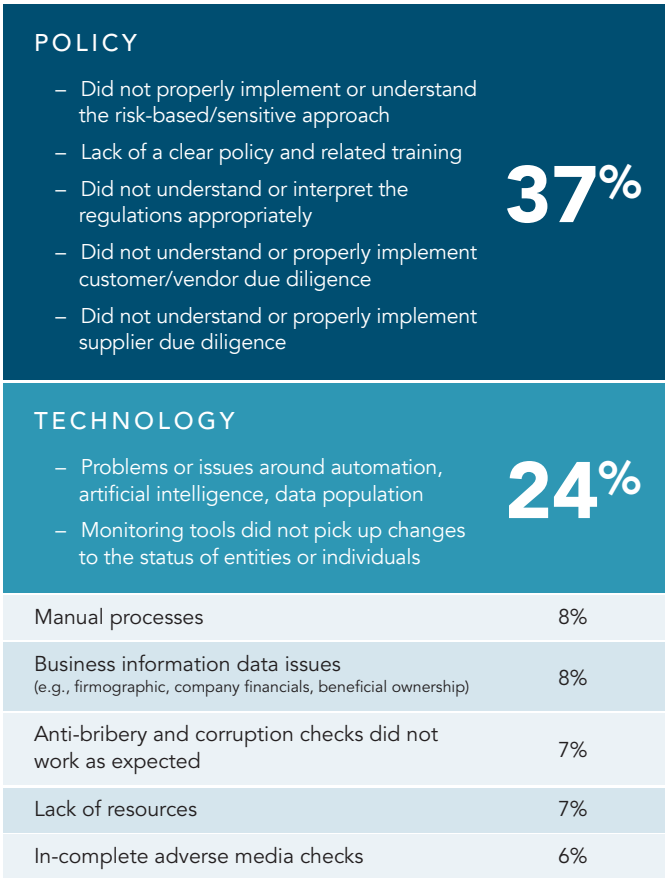 POLICY
– Did not properly implement or understand
the risk-based/sensitive approach
– Lack of a clear policy and related training
– Did not understand or interpret the
regulations appropriately
– Did not understand or properly implement
customer/vendor due diligence
– Did not understand or properly implement
supplier due diligence
37%
TECHNOLOGY
– Problems or issues around automation,
artificial intelligence, data population
– Monitoring tools did not pick up changes
to the status of entities or individuals
24%
Manual processes 8%
Business information data issues
(e.g., firmographic, company financials, beneficial ownership)
8%
Anti-bribery and corruption checks did not
work as expected
7%
Lack of resources 7%
In-complete adverse media checks 6%